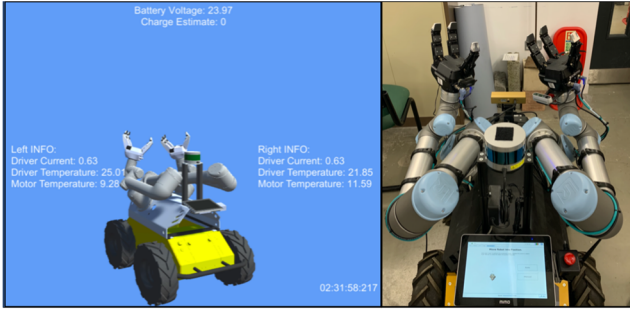 Battery Voltage: 23.97
Charge Estimate: 0
Left INFO:
Driver Current: 0.63
Driver Temperature: 25.01
Motor Temperature: 9.28
Right INFO:
Driver Current: 0.63
Driver Temperature: 21.85
Motor Temperature: 11.59
02:31:58:217